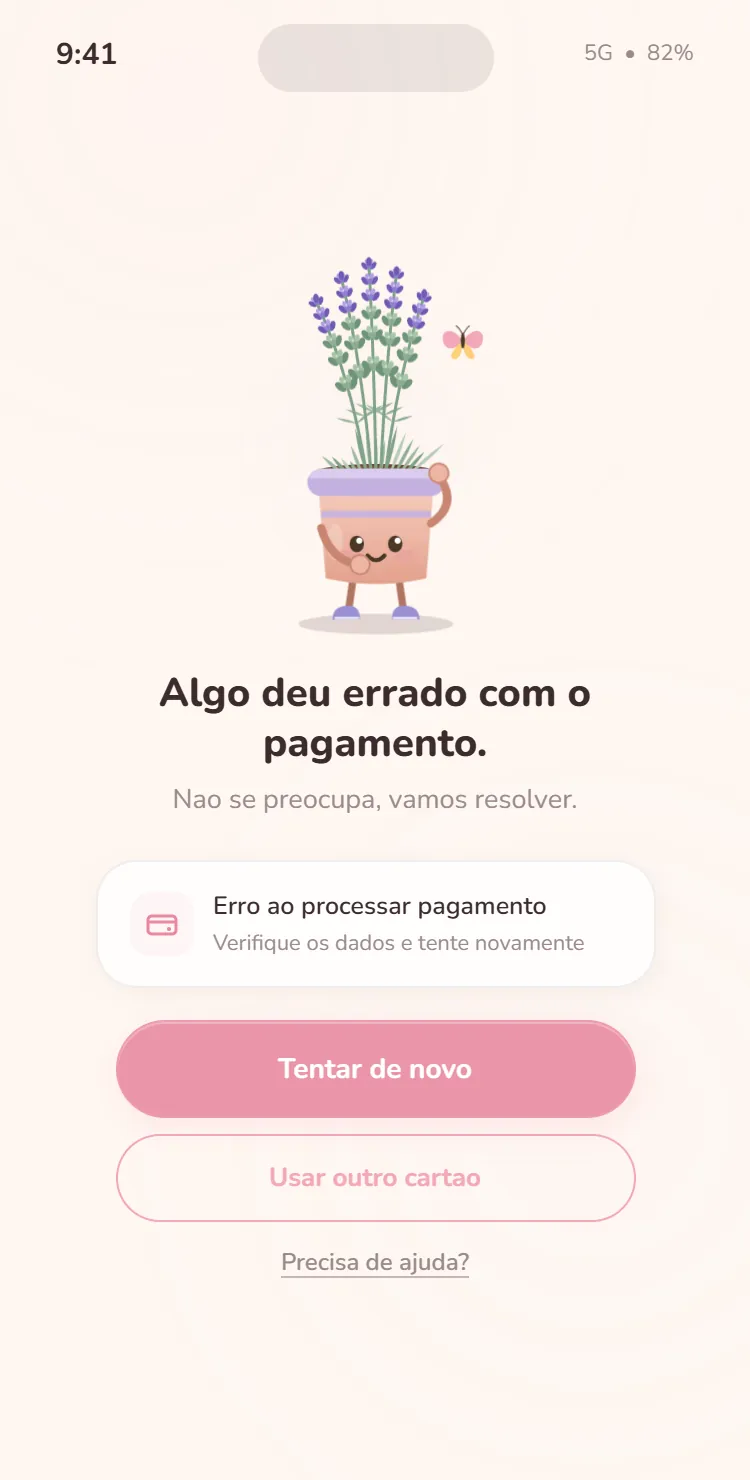 9:41
5G • 82%
Algo deu errado com o
pagamento.
Nao se preocupa, vamos resolver.
Erro ao processar pagamento
Verifique os dados e tente novamente
Tentar de novo
Usar outro cartao
Precisa de ajuda?